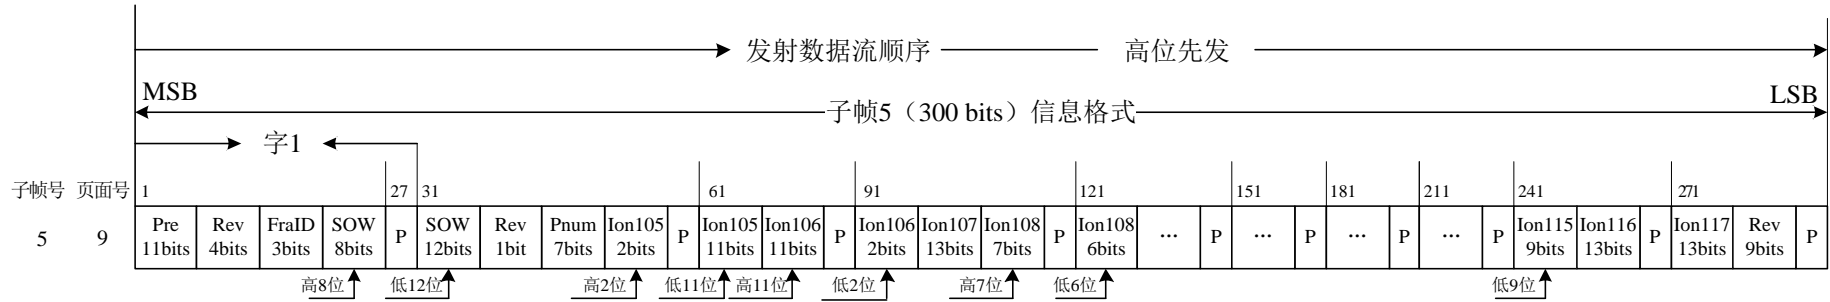 发射数据流顺序 高位先发
MSB LSB
子帧5（300 bits）信息格式
字1
子帧号 页面号 1 27 31 61 91 121 151 181 211 241 271
5 9 Pre 11bits Rev 4bits FraID 3bits SOW 8bits P SOW 12bits Rev 1bit Pnum 7bits Ion105 2bits P Ion105 11bits Ion106 11bits P Ion106 2bits Ion107 13bits Ion108 7bits P Ion108 6bits ... P ... P ... P ... P Ion115 9bits Ion116 13bits P Ion117 13bits Rev 9bits P
高8位 低12位 高2位 低11位 高11位 低2位 高7位 低6位 低9位